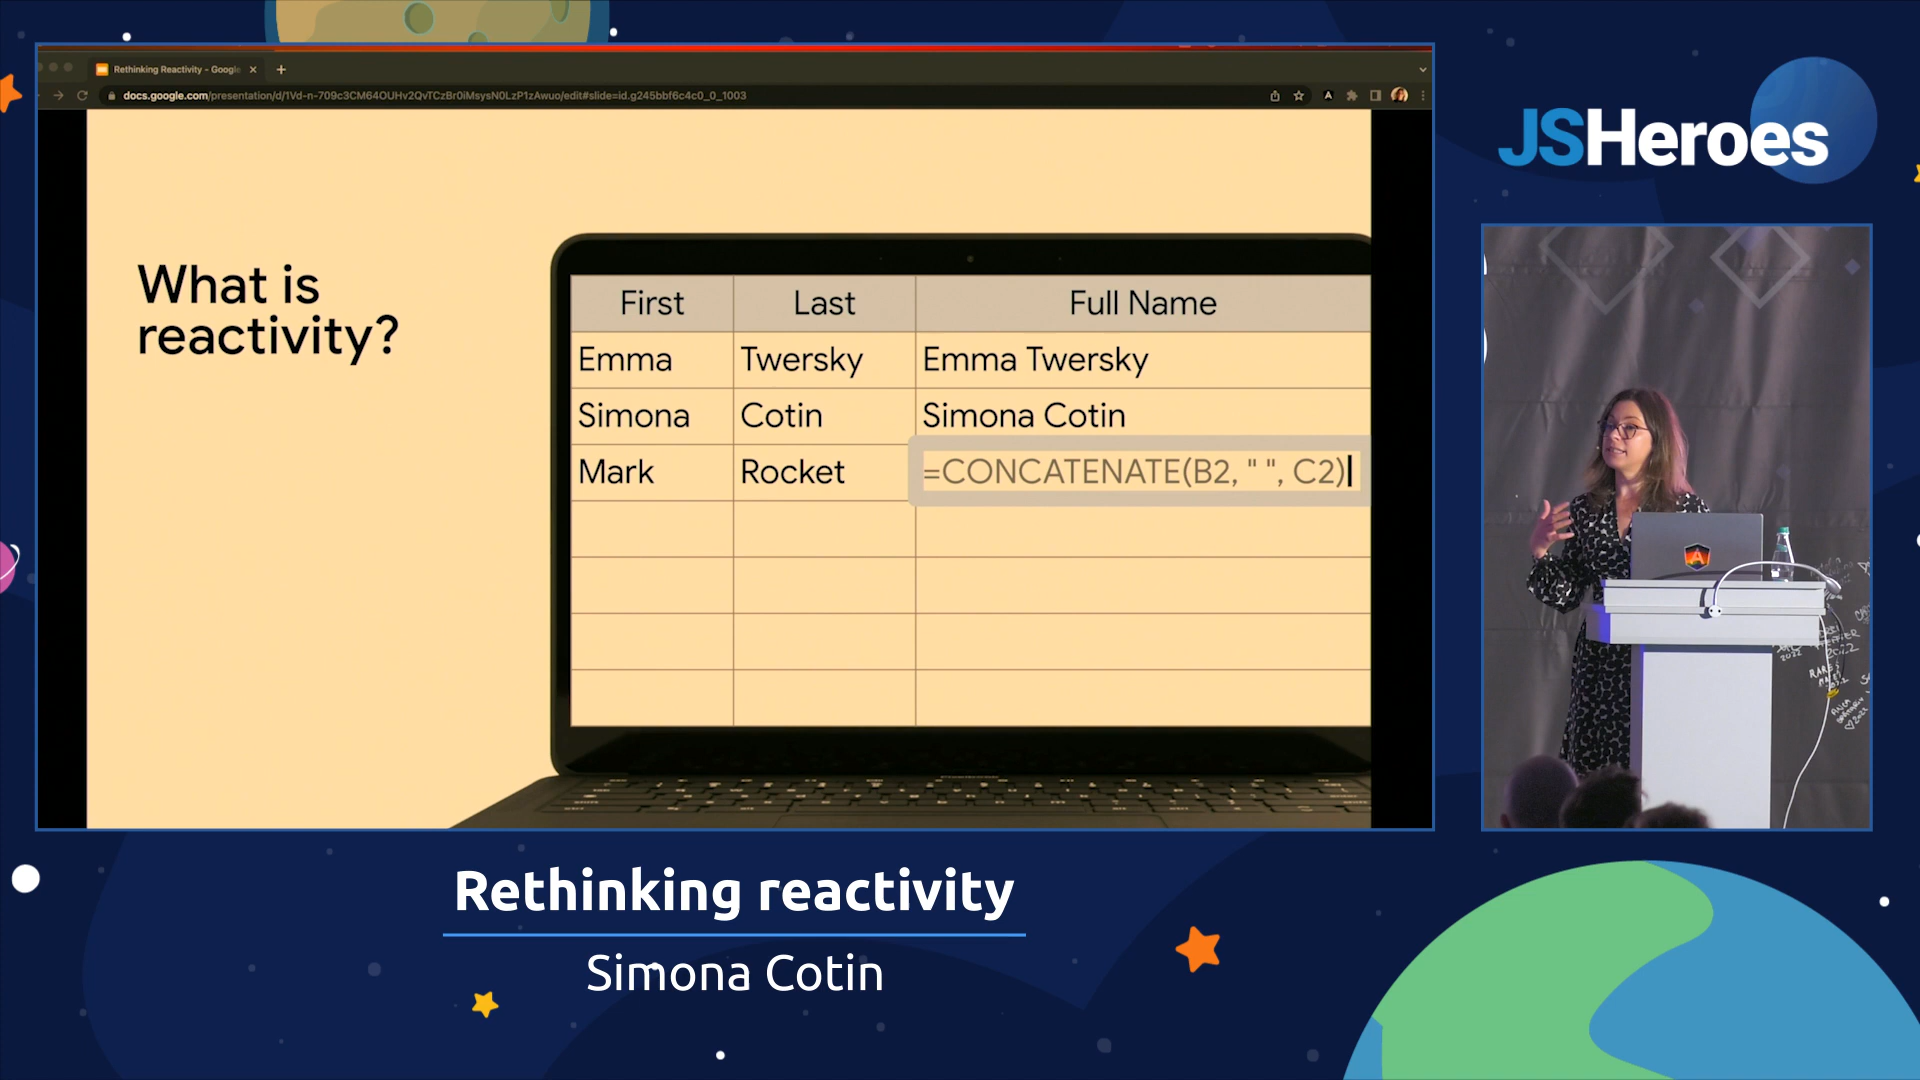 Rethinking Reactivity - Google
docs.google.com/presentation/d/1Vd-n-709c3CM64OUHv2QvTCzBr0iMsysN0LzP1zAwuo/edit#slide=id.g245bbf6c4c0_0_1003
JSHeroes
What is
reactivity?
First Last Full Name
Emma Twersky Emma Twersky
Simona Cotin Simona Cotin
Mark Rocket =CONCATENATE(B2, " ", C2)
A
2022
2022
Rethinking reactivity
Simona Cotin